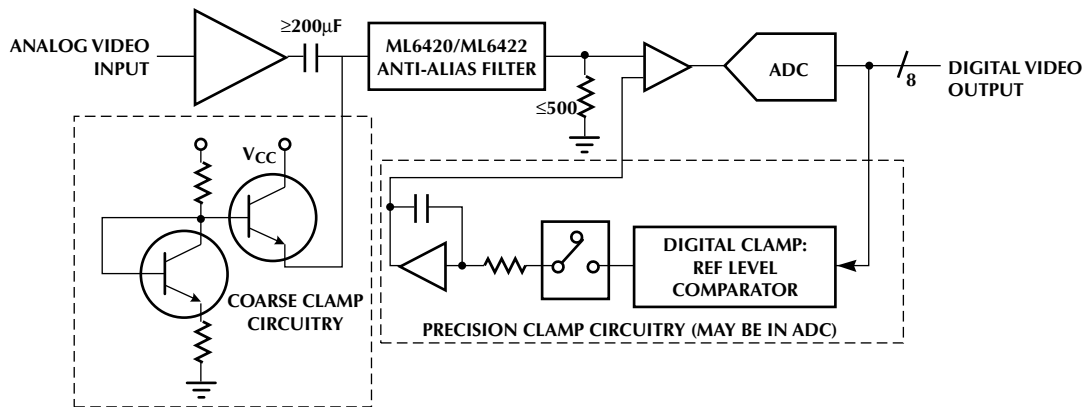 ≥200µF
ANALOG VIDEO
INPUT
ML6420/ML6422
ANTI-ALIAS FILTER
ADC
8
DIGITAL VIDEO
OUTPUT
≤500
VCC
COARSE CLAMP
CIRCUITRY
DIGITAL CLAMP:
REF LEVEL
COMPARATOR
PRECISION CLAMP CIRCUITRY (MAY BE IN ADC)